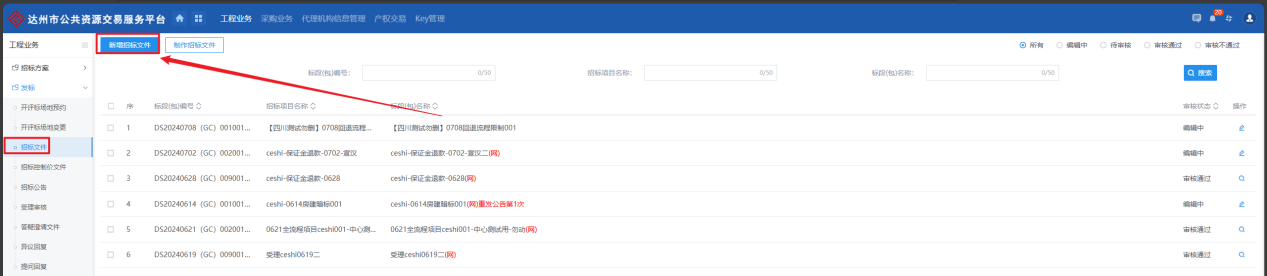 达州市公共资源交易服务平台 工程业务 采购业务 代理机构信息管理 产权交易 Key管理 20
工程业务
新增招标文件 制作招标文件 所有 编辑中 待审核 审核通过 审核不通过
招标方案
标段(包)编号: 0/50 招标项目名称: 0/50 标段(包)名称: 0/50 搜索
发标
开评标场地预约
序 标段(包)编号 招标项目名称 标段(包)名称 审核状态 操作
开评标场地变更
1 DS20240708 (GC) 001001... 【四川测试勿删】0708回退流程... 【四川测试勿删】0708回退流程限制001 编辑中
招标文件
2 DS20240702 (GC) 002001... ceshi-保证金退款-0702-宣汉 ceshi-保证金退款-0702-宣汉二(网) 编辑中
招标控制价文件
3 DS20240628 (GC) 009001... ceshi-保证金退款-0628 ceshi-保证金退款-0628(网) 审核通过
招标公告
4 DS20240614 (GC) 001001... ceshi-0614房建暗标001 ceshi-0614房建暗标001(网)重发公告第1次 编辑中
受理审核
5 DS20240621 (GC) 002001... 0621全流程项目ceshi001-中心测... 0621全流程项目ceshi001-中心测试用-勿动(网) 审核通过
答疑澄清文件
异议回复
6 DS20240619 (GC) 009001... 受理ceshi0619二 受理ceshi0619二(网) 审核通过
提问回复